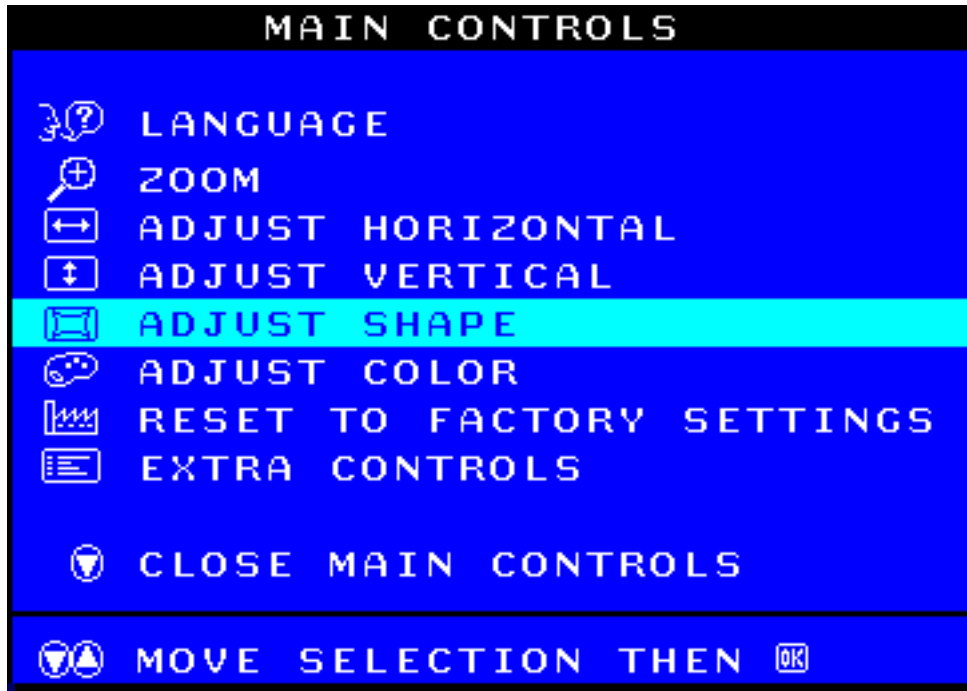 MAIN CONTROLS
LANGUAGE
ZOOM
ADJUST HORIZONTAL
ADJUST VERTICAL
ADJUST SHAPE
ADJUST COLOR
RESET TO FACTORY SETTINGS
EXTRA CONTROLS
CLOSE MAIN CONTROLS
MOVE SELECTION THEN OK